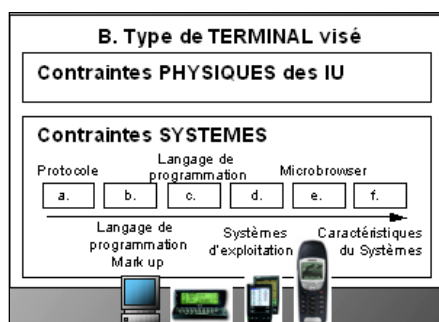 B. Type de TERMINAL visé
Contraintes PHYSIQUES des IU
Contraintes SYSTEMES
Protocole
Langage de
programmation
Microbrowser
a. b. c. d. e. f.
Langage de
programmation
Mark up
Systèmes
d'exploitation
Caractéristiques
du Systèmes